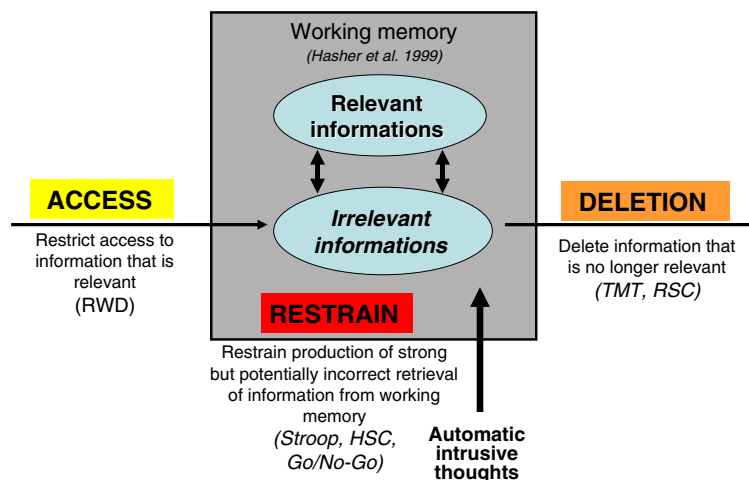 Working memory
(Hasher et al. 1999)
Relevant
informations
ACCESS
Restrict access to
information that is
relevant
(RWD)
Irrelevant
informations
DELETION
Delete information that
is no longer relevant
(TMT, RSC)
RESTRAIN
Restrain production of strong
but potentially incorrect retrieval
of information from working
memory
(Stroop, HSC,
Go/No-Go)
Automatic
intrusive
thoughts